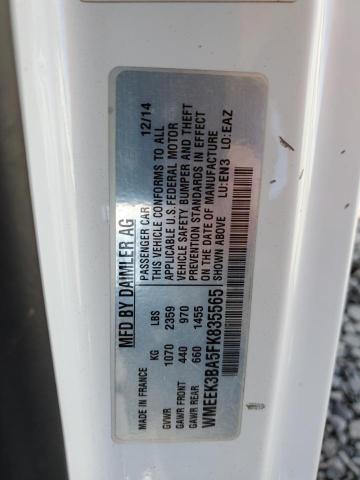 MFD BY DAIMLER AG 12/14
MADE IN FRANCE KG LBS PASSENGER CAR
GVWR 1070 2359 THIS VEHICLE CONFORMS TO ALL
APPLICABLE U.S. FEDERAL MOTOR
GAWR FRONT 440 970 VEHICLE SAFETY BUMPER AND THEFT
PREVENTION STANDARDS IN EFFECT
GAWR REAR 660 1455 ON THE DATE OF MANUFACTURE
WMEEK3BA5FK835565 LU:EN3 LO:EAZ